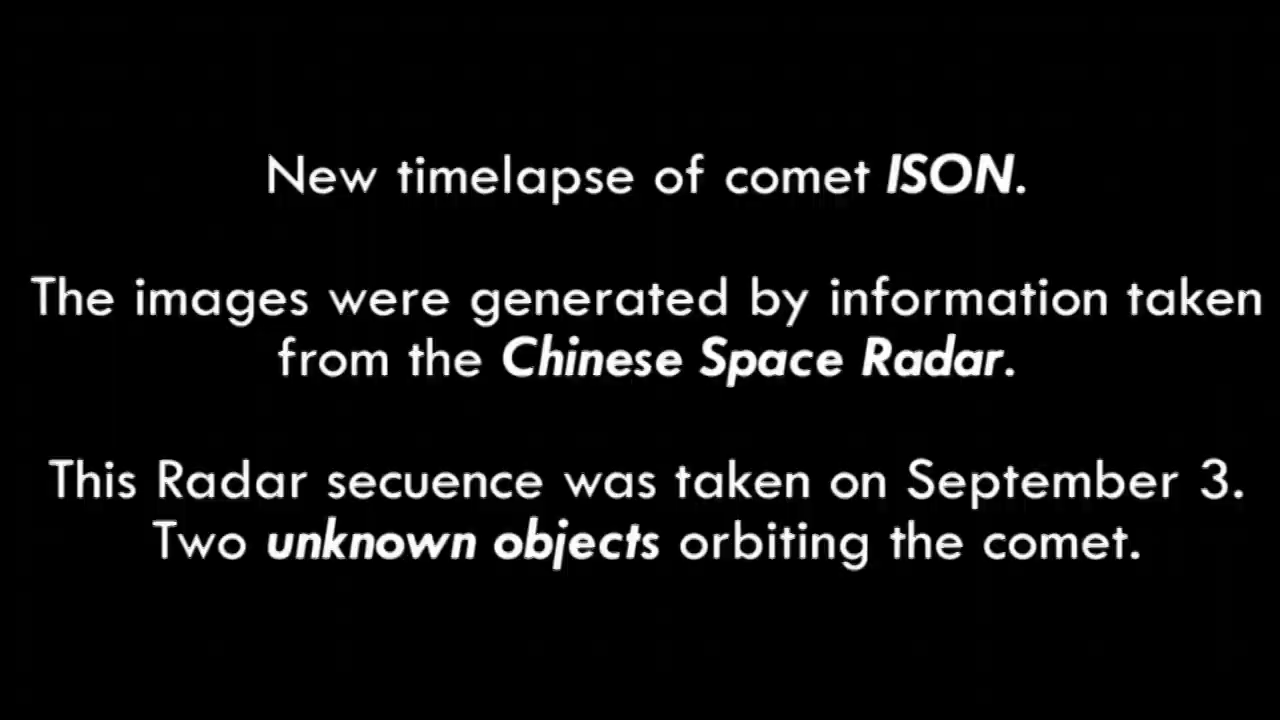 New timelapse of comet ISON.
The images were generated by information taken
from the Chinese Space Radar.
This Radar secuence was taken on September 3.
Two unknown objects orbiting the comet.